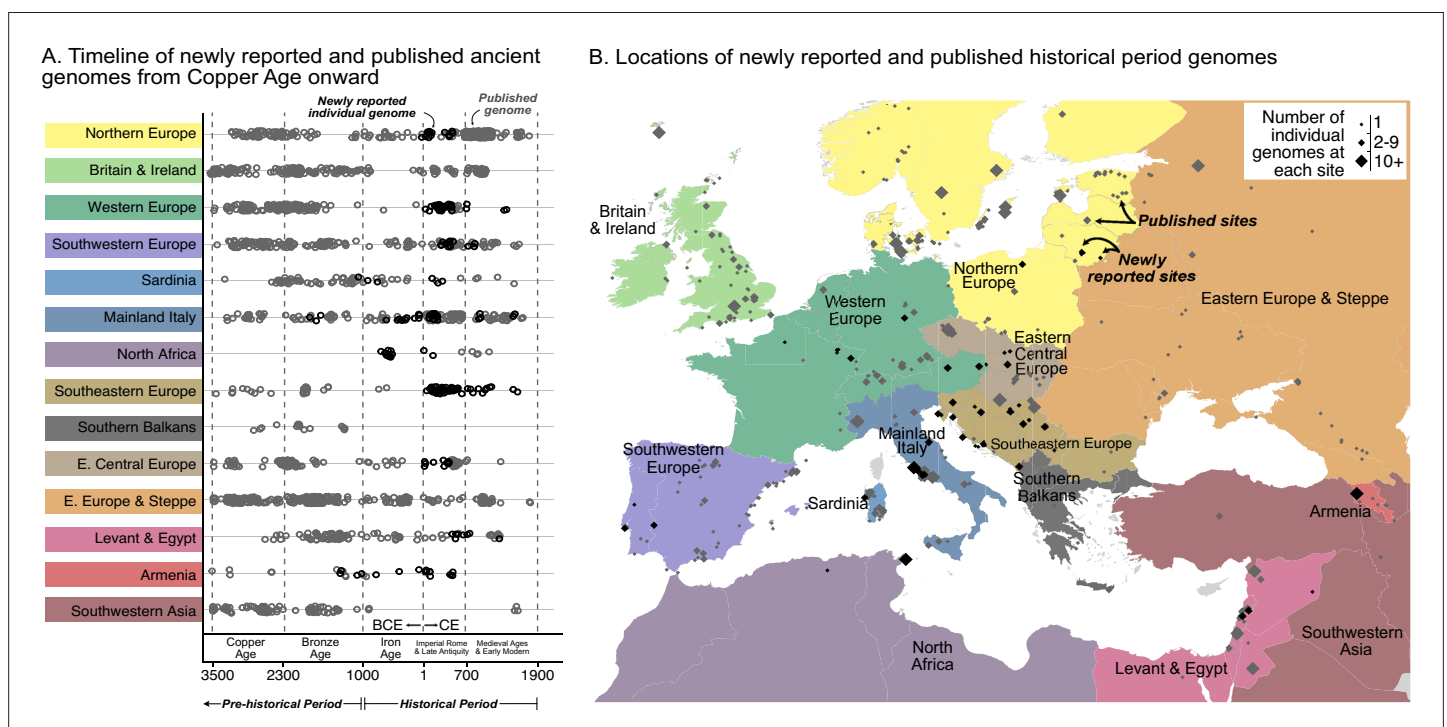 A. Timeline of newly reported and published ancient
genomes from Copper Age onward
Newly reported
individual genome
Published
genome
Northern Europe
Britain & Ireland
Western Europe
Southwestern Europe
Sardinia
Mainland Italy
North Africa
Southeastern Europe
Southern Balkans
E. Central Europe
E. Europe & Steppe
Levant & Egypt
Armenia
Southwestern Asia
BCE
CE
Copper
Age
Bronze
Age
Iron
Age
Imperial Rome
& Late Antiquity
Medieval Ages
& Early Modern
3500
2300
1000
1
700
1900
Pre-historical Period
Historical Period
B. Locations of newly reported and published historical period genomes
Number of
individual
genomes at
each site
1
2-9
10+
Britain
& Ireland
Published sites
Newly
reported sites
Northern
Europe
Western
Europe
Eastern Europe & Steppe
Eastern
Central
Europe
Mainland
Italy
Southeastern Europe
Southwestern
Europe
Southern
Balkans
Sardinia
Armenia
North
Africa
Levant & Egypt
Southwestern
Asia